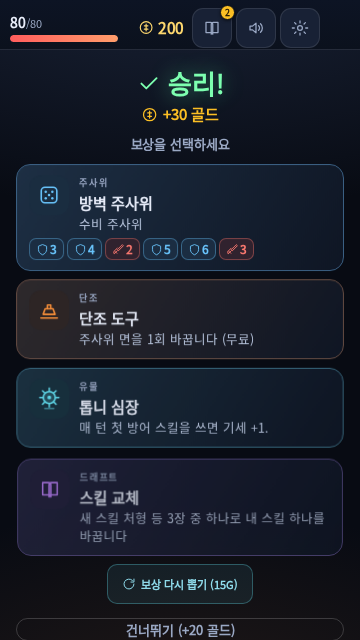 80/80
200
2
승리!
+30 골드
보상을 선택하세요
주사위
방벽 주사위
수비 주사위
3 4 2 5 6 3
단조
단조 도구
주사위 면을 1회 바꿉니다 (무료)
유물
톱니 심장
매 턴 첫 방어 스킬을 쓰면 기세 +1.
드래프트
스킬 교체
새 스킬 처형 등 3장 중 하나로 내 스킬 하나를
바꿉니다
보상 다시 뽑기 (15G)
건너뛰기 (+20 골드)